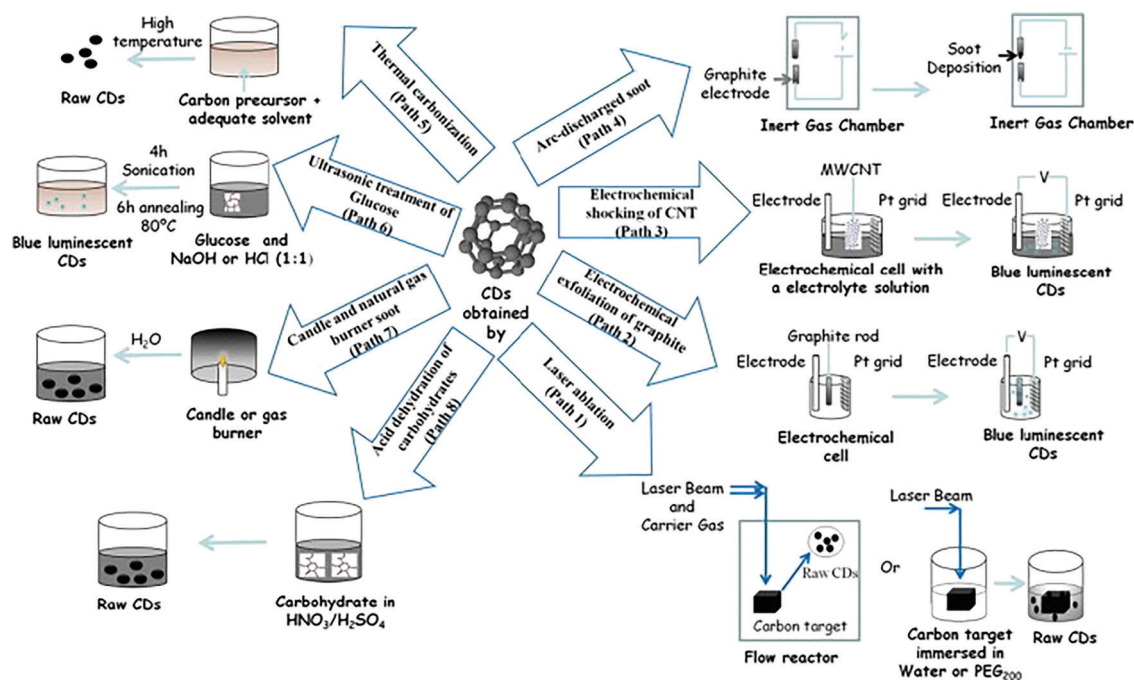 High
temperature
Raw CDs
Carbon precursor +
adequate solvent
Thermal carbonization
(Path 5)
Arc-discharged soot
(Path 4)
Graphite
electrode
Inert Gas Chamber
Soot
Deposition
Inert Gas Chamber
4h
Sonication
6h annealing
80°C
Blue luminescent
CDs
Glucose and
NaOH or HCl (1:1)
Ultrasonic treatment of
Glucose
(Path 6)
CDs
obtained
by
Electrochemical
shocking of CNT
(Path 3)
MWCNT
Electrode
Pt grid
Electrochemical cell with
a electrolyte solution
V
Electrode
Pt grid
Blue luminescent
CDs
H2O
Raw CDs
Candle or gas
burner
Candle and natural gas
burner soot
(Path 7)
Electrochemical
exfoliation of graphite
(Path 2)
Graphite rod
Electrode
Pt grid
Electrochemical
cell
V
Electrode
Pt grid
Blue luminescent
CDs
Acid dehydration of
carbohydrates
(Path 8)
Raw CDs
Carbohydrate in
HNO3/H2SO4
Laser ablation
(Path 1)
Laser Beam
and
Carrier Gas
Raw CDs
Carbon target
Flow reactor
Or
Laser Beam
Carbon target
immersed in
Water or PEG200
Raw CDs